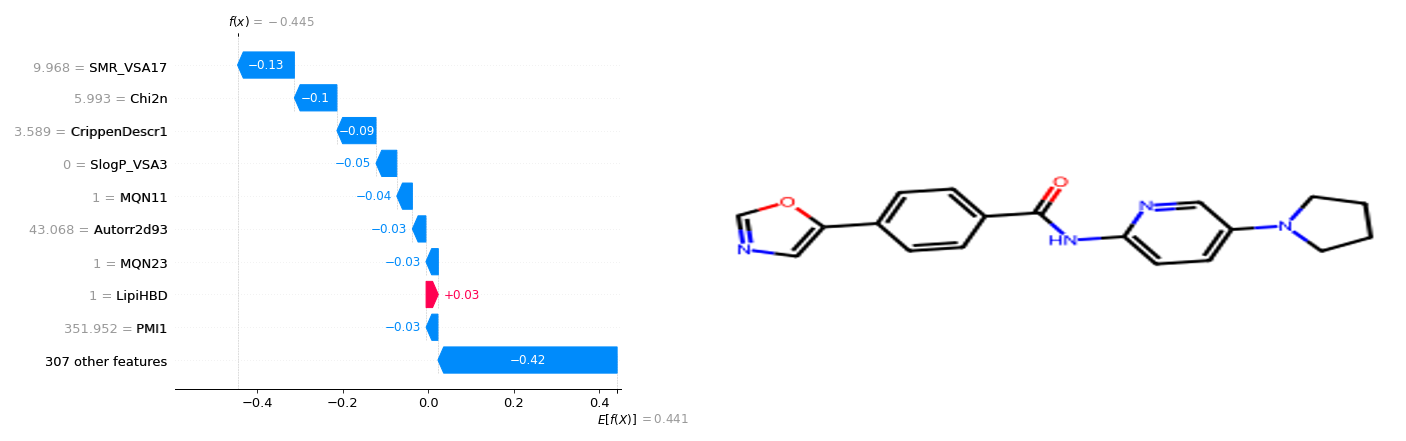 f(x) = −0.445
9.968 = SMR_VSA17
−0.13
5.993 = Chi2n
−0.1
3.589 = CrippenDescr1
−0.09
0 = SlogP_VSA3
−0.05
1 = MQN11
−0.04
43.068 = Autorr2d93
−0.03
1 = MQN23
−0.03
1 = LipiHBD
+0.03
351.952 = PMI1
−0.03
307 other features
−0.42
−0.4 −0.2 0.0 0.2 0.4
E[f(X)] = 0.441
O
N
O
HN
N
N